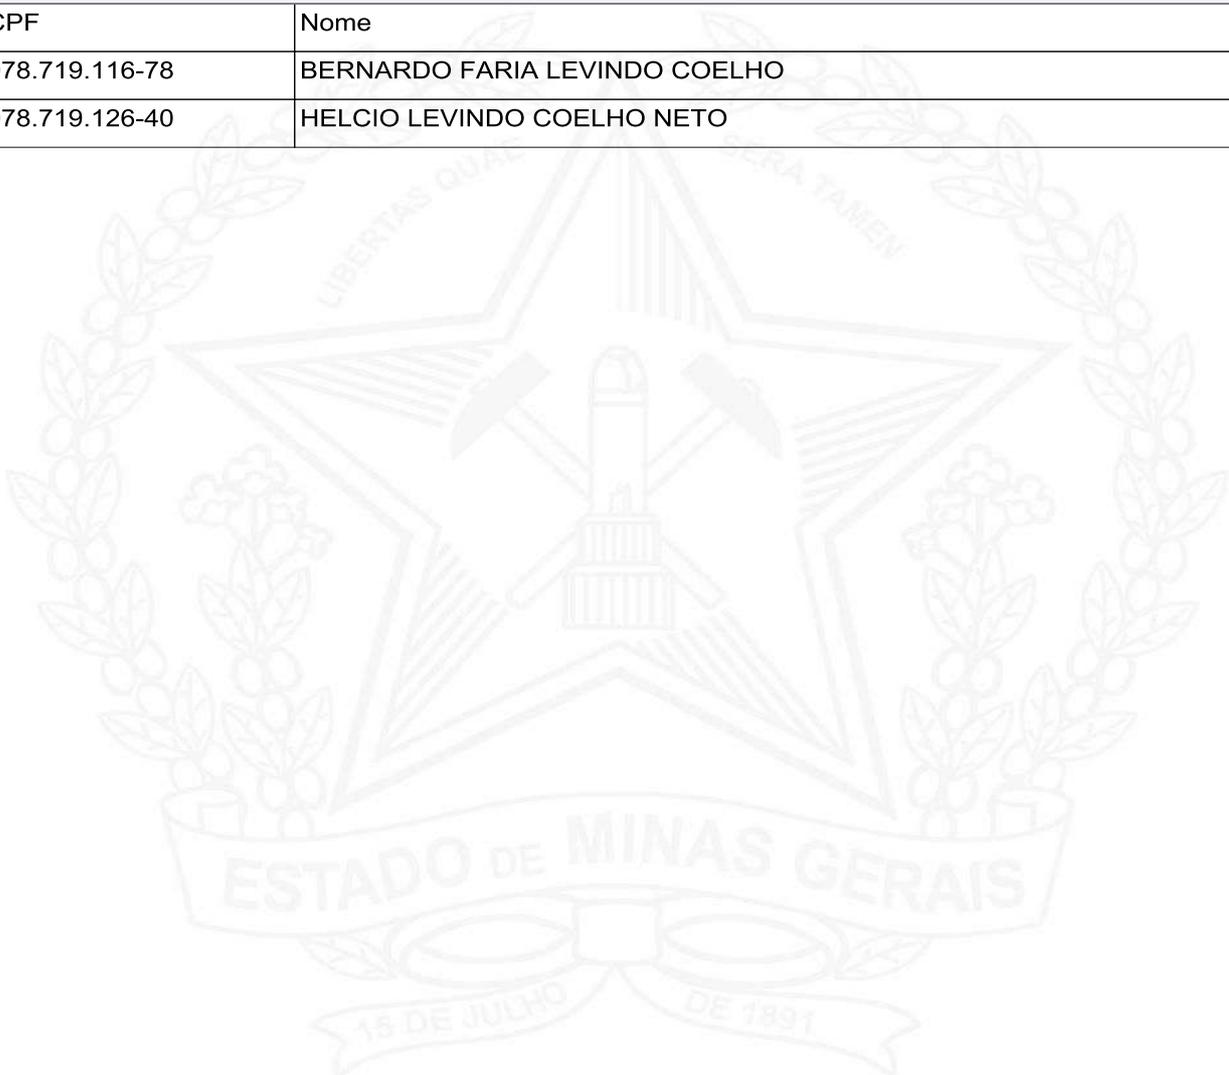 CPF Nome
78.719.116-78 BERNARDO FARIA LEVINDO COELHO
78.719.126-40 HELCIO LEVINDO COELHO NETO
LIBERTAS QUAE SERA TAMEN
ESTADO DE MINAS GERAIS
15 DE JULHO DE 1891